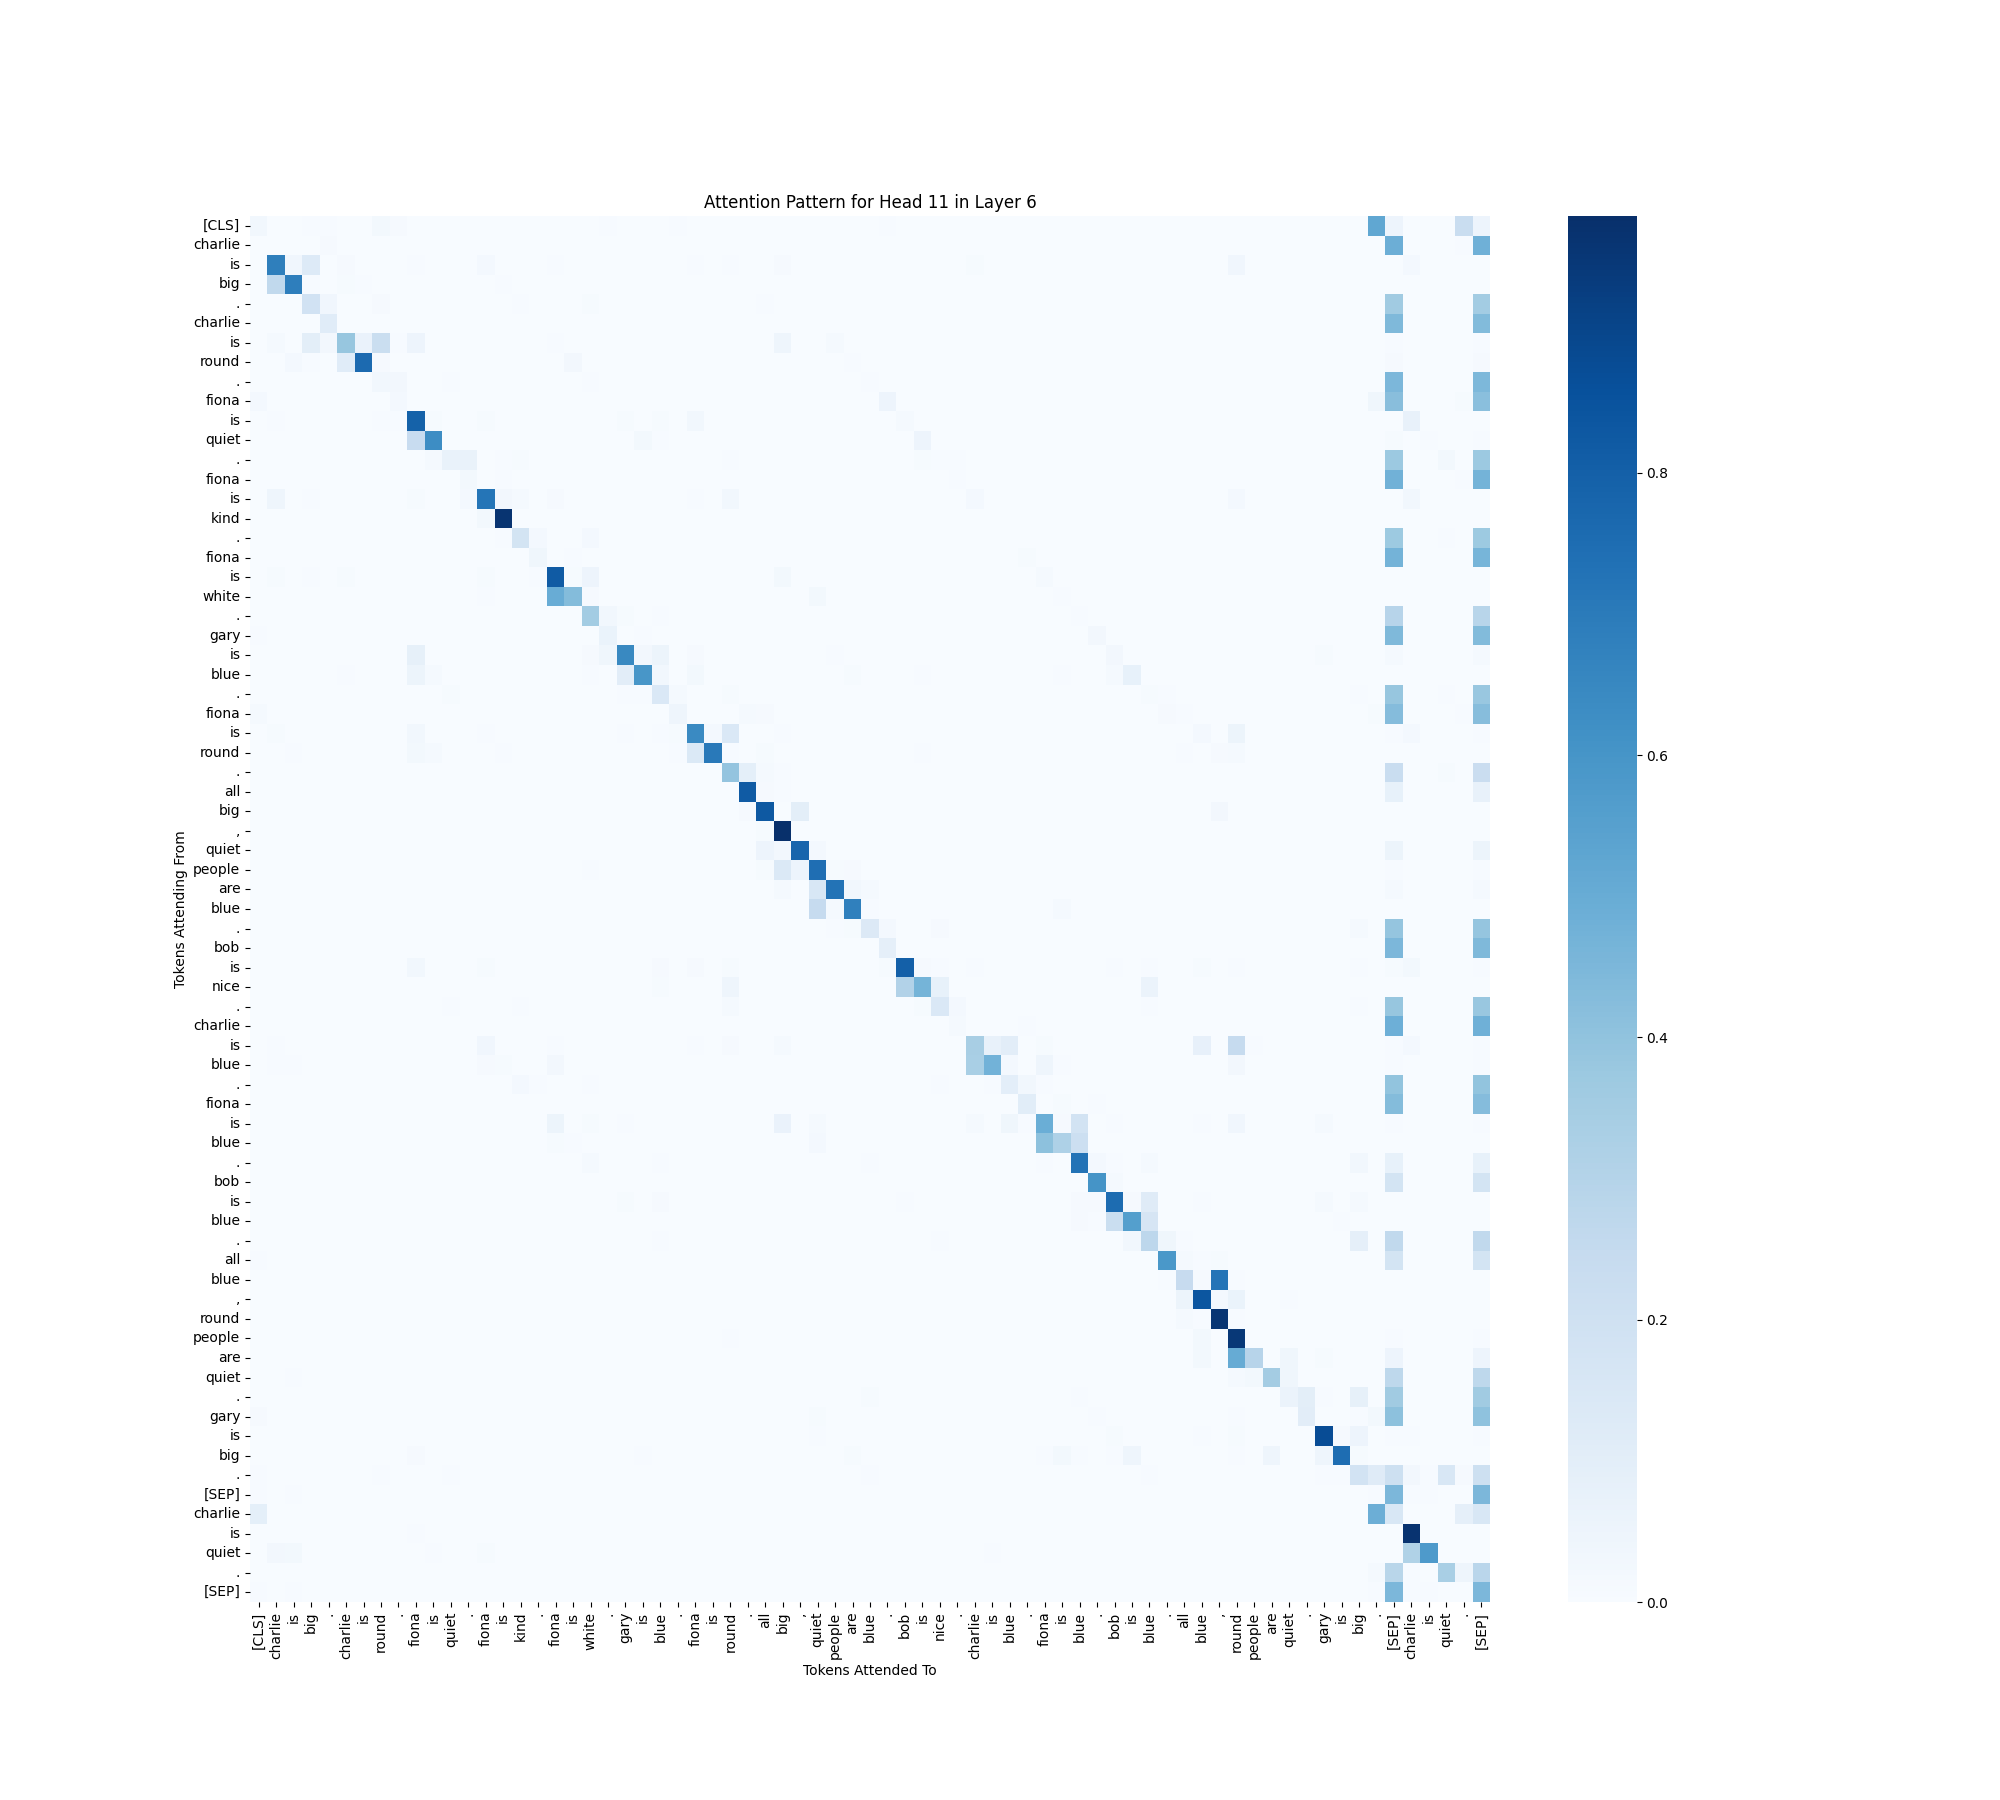 Attention Pattern for Head 11 in Layer 6
[CLS]
charlie
is
big
.
charlie
is
round
.
fiona
is
quiet
.
fiona
is
kind
.
fiona
is
white
.
gary
is
blue
.
fiona
is
round
.
all
big
,
quiet
people
are
blue
.
bob
is
nice
.
charlie
is
blue
.
fiona
is
blue
.
bob
is
blue
.
all
blue
,
round
people
are
quiet
.
gary
is
big
.
[SEP]
charlie
is
quiet
.
[SEP]
Tokens Attending From
[CLS] charlie is big . charlie is round . fiona is quiet . fiona is kind . fiona is white . gary is blue . fiona is round . all big , quiet people are blue . bob is nice . charlie is blue . fiona is blue . bob is blue . all blue , round people are quiet . gary is big . [SEP] charlie is quiet . [SEP]
Tokens Attended To
0.8
0.6
0.4
0.2
0.0